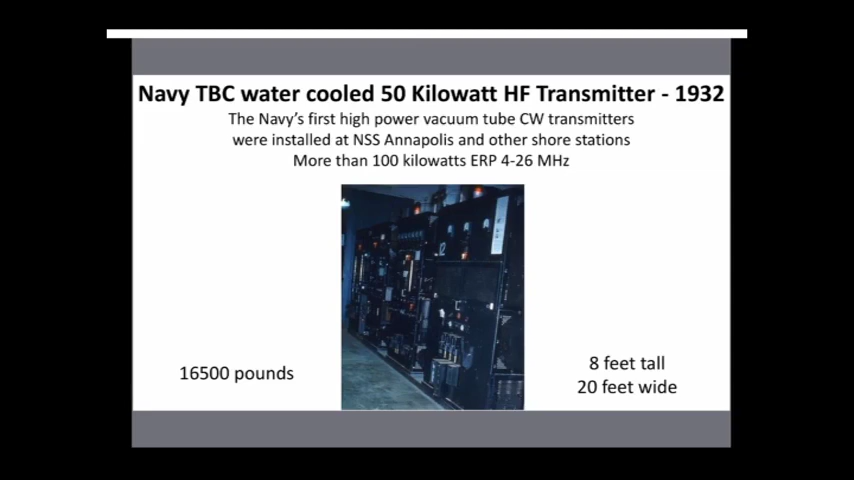 Navy TBC water cooled 50 Kilowatt HF Transmitter - 1932
The Navy's first high power vacuum tube CW transmitters
were installed at NSS Annapolis and other shore stations
More than 100 kilowatts ERP 4-26 MHz
12
16500 pounds
8 feet tall
20 feet wide